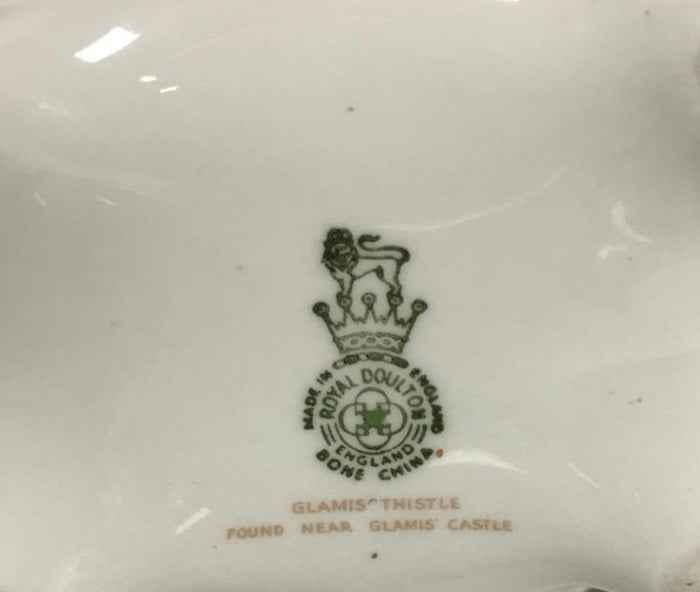 MADE IN ENGLAND
ROYAL DOULTON
ENGLAND
BONE CHINA
GLAMIS THISTLE
FOUND NEAR GLAMIS CASTLE